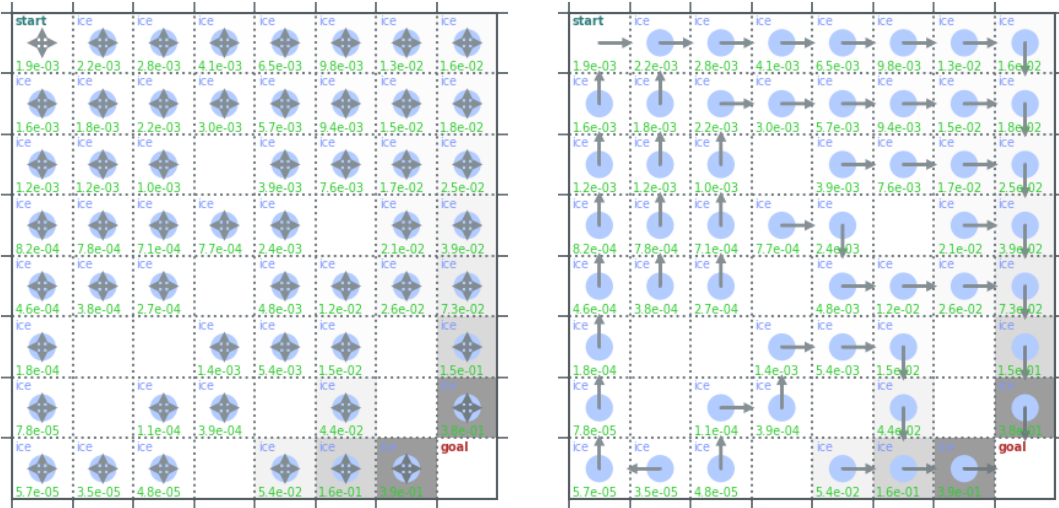 start ice ice ice ice ice ice ice start ice ice ice ice ice ice ice
1.9e-03 2.2e-03 2.8e-03 4.1e-03 6.5e-03 9.8e-03 1.3e-02 1.6e-02 1.9e-03 2.2e-03 2.8e-03 4.1e-03 6.5e-03 9.8e-03 1.3e-02 1.6e-02
ice ice ice ice ice ice ice ice ice ice ice ice ice ice ice ice
1.6e-03 1.8e-03 2.2e-03 3.0e-03 5.7e-03 9.4e-03 1.5e-02 1.8e-02 1.6e-03 1.8e-03 2.2e-03 3.0e-03 5.7e-03 9.4e-03 1.5e-02 1.8e-02
ice ice ice ice ice ice ice ice ice ice ice ice ice ice
1.2e-03 1.2e-03 1.0e-03 3.9e-03 7.6e-03 1.7e-02 2.5e-02 1.2e-03 1.2e-03 1.0e-03 3.9e-03 7.6e-03 1.7e-02 2.5e-02
ice ice ice ice ice ice ice ice ice ice ice ice ice ice
8.2e-04 7.8e-04 7.1e-04 7.7e-04 2.4e-03 2.1e-02 3.9e-02 8.2e-04 7.8e-04 7.1e-04 7.7e-04 2.4e-03 2.1e-02 3.9e-02
ice ice ice ice ice ice ice ice ice ice ice ice ice ice
4.6e-04 3.8e-04 2.7e-04 4.8e-03 1.2e-02 2.6e-02 7.3e-02 4.6e-04 3.8e-04 2.7e-04 4.8e-03 1.2e-02 2.6e-02 7.3e-02
ice ice ice ice ice ice ice ice ice ice
1.8e-04 1.4e-03 5.4e-03 1.5e-02 1.5e-01 1.8e-04 1.4e-03 5.4e-03 1.5e-02 1.5e-01
ice ice ice ice ice ice ice ice ice ice
7.8e-05 1.1e-04 3.9e-04 4.4e-02 3.8e-01 7.8e-05 1.1e-04 3.9e-04 4.4e-02 3.8e-01
ice ice ice ice ice ice goal ice ice ice ice ice ice goal
5.7e-05 3.5e-05 4.8e-05 5.4e-02 1.6e-01 3.9e-01 5.7e-05 3.5e-05 4.8e-05 5.4e-02 1.6e-01 3.9e-01